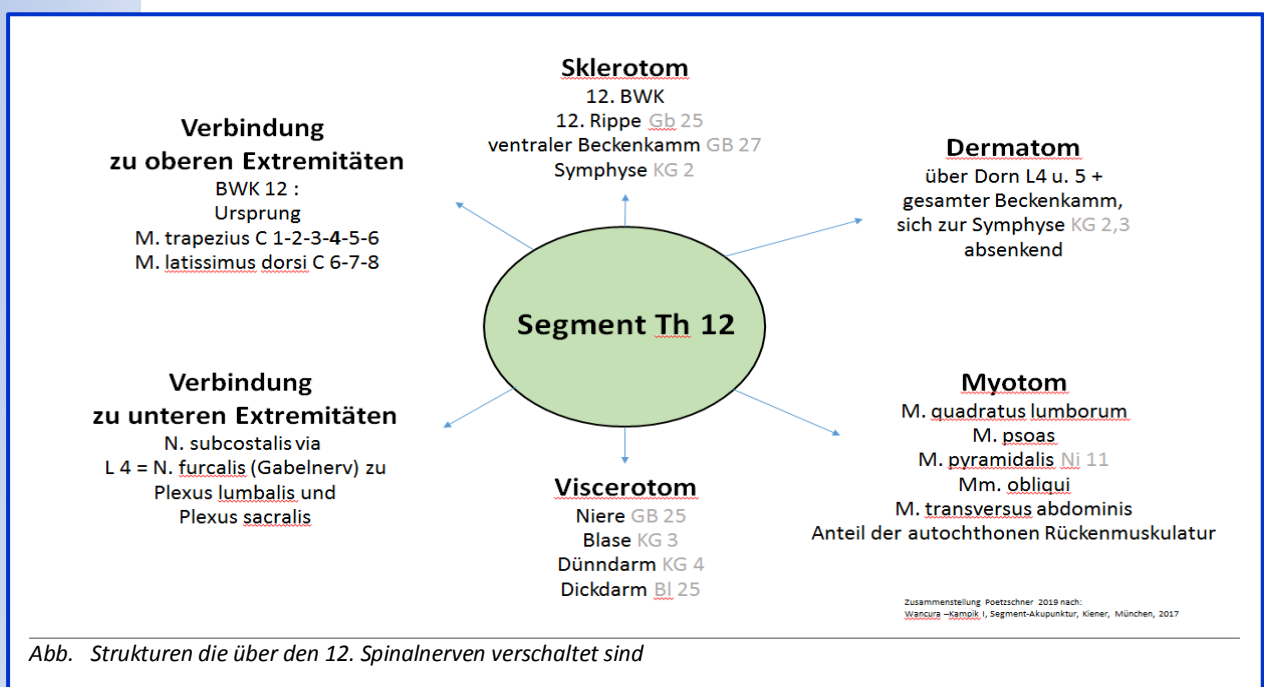 Sklerotom
12. BWK
12. Rippe Gb 25
ventraler Beckenkamm GB 27
Symphyse KG 2
Verbindung
zu oberen Extremitäten
BWK 12 :
Ursprung
M. trapezius C 1-2-3-4-5-6
M. latissimus dorsi C 6-7-8
Dermatom
über Dorn L4 u. 5 +
gesamter Beckenkamm,
sich zur Symphyse KG 2,3
absenkend
Segment Th 12
Verbindung
zu unteren Extremitäten
N. subcostalis via
L 4 = N. furcalis (Gabelnerv) zu
Plexus lumbalis und
Plexus sacralis
Viscerotom
Niere GB 25
Blase KG 3
Dünndarm KG 4
Dickdarm Bl 25
Myotom
M. quadratus lumborum
M. psoas
M. pyramidalis Ni 11
Mm. obliqui
M. transversus abdominis
Anteil der autochthonen Rückenmuskulatur
Zusammenstellung Poetzschner 2019 nach:
Wancura –Kampik I, Segment-Akupunktur, Kiener, München, 2017
Abb. Strukturen die über den 12. Spinalnerven verschaltet sind